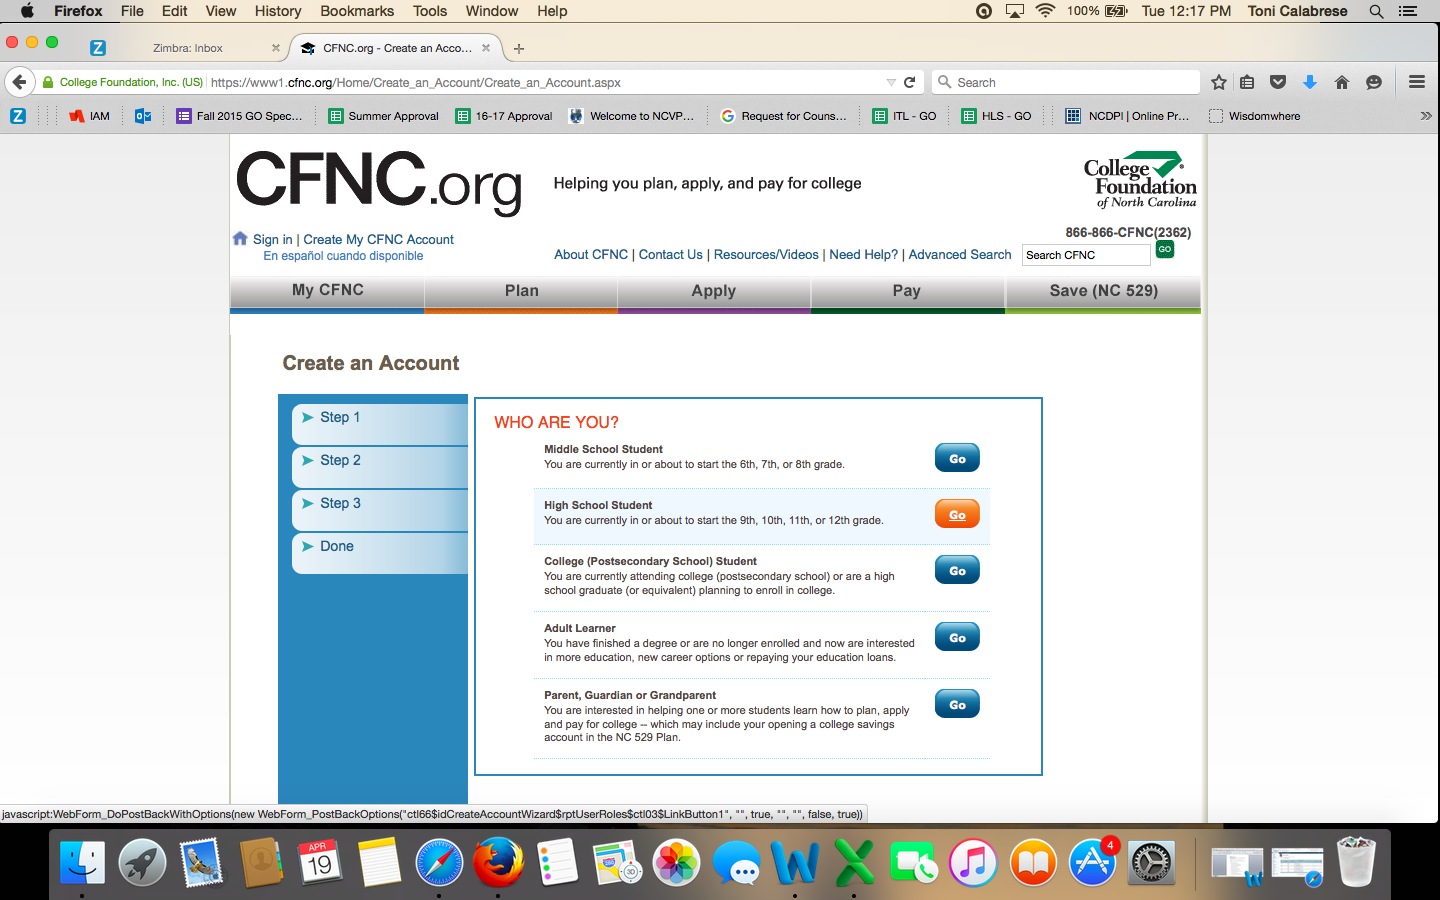 Firefox File Edit View History Bookmarks Tools Window Help 100% Tue 12:17 PM Toni Calabrese
Zimbra: Inbox CFNC.org - Create an Acco...
College Foundation, Inc. (US) https://www1.cfnc.org/Home/Create_an_Account/Create_an_Account.aspx Search
IAM Fall 2015 GO Spec... Summer Approval 16-17 Approval Welcome to NCVP... Request for Couns... ITL - GO HLS - GO NCDPI | Online Pr... Wisdomwhere
CFNC.org Helping you plan, apply, and pay for college
College
Foundation
of North Carolina
866-866-CFNC(2362)
Sign in | Create My CFNC Account
En español cuando disponible
About CFNC | Contact Us | Resources/Videos | Need Help? | Advanced Search Search CFNC GO
My CFNC Plan Apply Pay Save (NC 529)
Create an Account
Step 1
Step 2
Step 3
Done
WHO ARE YOU?
Middle School Student
You are currently in or about to start the 6th, 7th, or 8th grade.
Go
High School Student
You are currently in or about to start the 9th, 10th, 11th, or 12th grade.
Go
College (Postsecondary School) Student
You are currently attending college (postsecondary school) or are a high
school graduate (or equivalent) planning to enroll in college.
Go
Adult Learner
You have finished a degree or are no longer enrolled and now are interested
in more education, new career options or repaying your education loans.
Go
Parent, Guardian or Grandparent
You are interested in helping one or more students learn how to plan, apply
and pay for college -- which may include your opening a college savings
account in the NC 529 Plan.
Go
javascript:WebForm_DoPostBackWithOptions(new WebForm_PostBackOptions("ctl66$idCreateAccountWizard$rptUserRoles$ctl03$LinkButton1", "", true, "", "", false, true))
APR
19
4